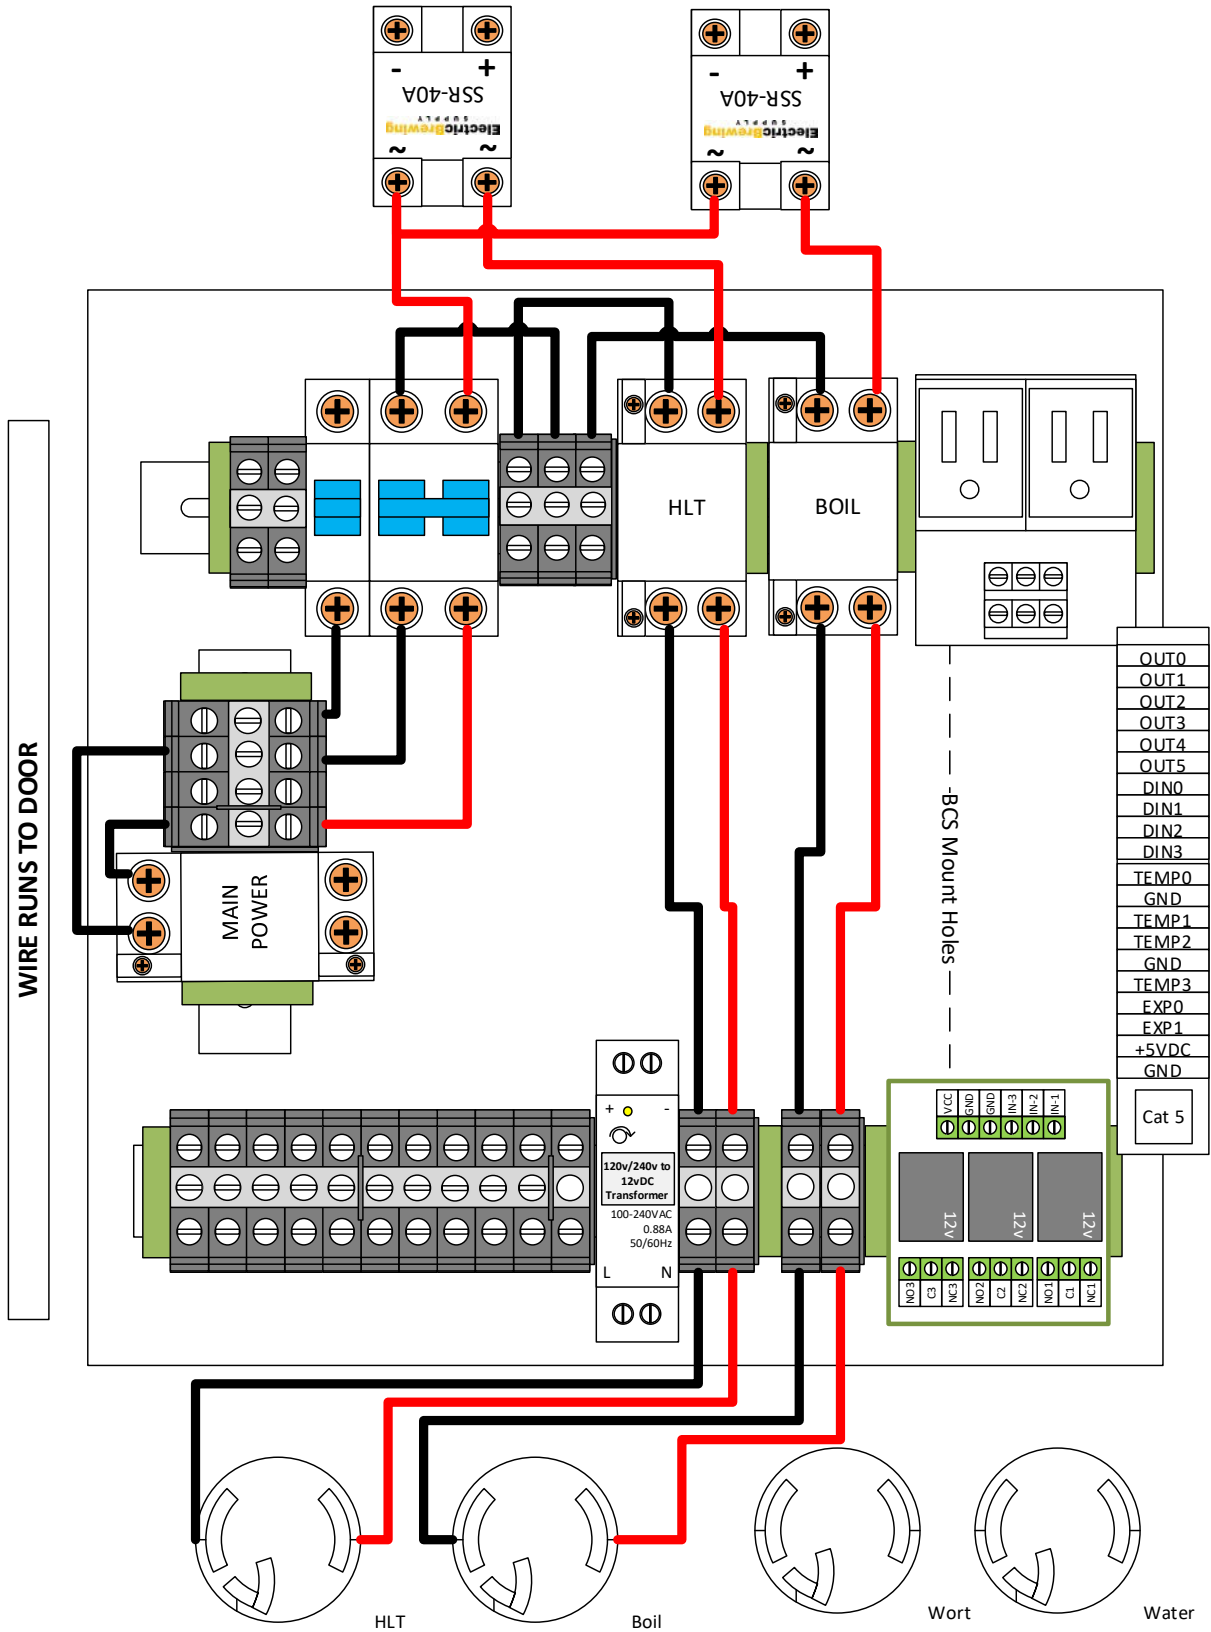 - +
SSR-40A
ElectricBrewing
SUPPLY
~ ~
- +
SSR-40A
ElectricBrewing
SUPPLY
~ ~
HLT
BOIL
WIRE RUNS TO DOOR
MAIN
POWER
BCS Mount Holes
OUT0
OUT1
OUT2
OUT3
OUT4
OUT5
DIN0
DIN1
DIN2
DIN3
TEMP0
GND
TEMP1
TEMP2
GND
TEMP3
EXP0
EXP1
+5VDC
GND
Cat 5
+ -
120v/240v to
12vDC
Transformer
100-240VAC
0.88A
50/60Hz
L N
VCC
GND
GND
IN-3
IN-2
IN-1
12v
12v
12v
NO3
C3
NC3
NO2
C2
NC2
NO1
C1
NC1
HLT
Boil
Wort
Water